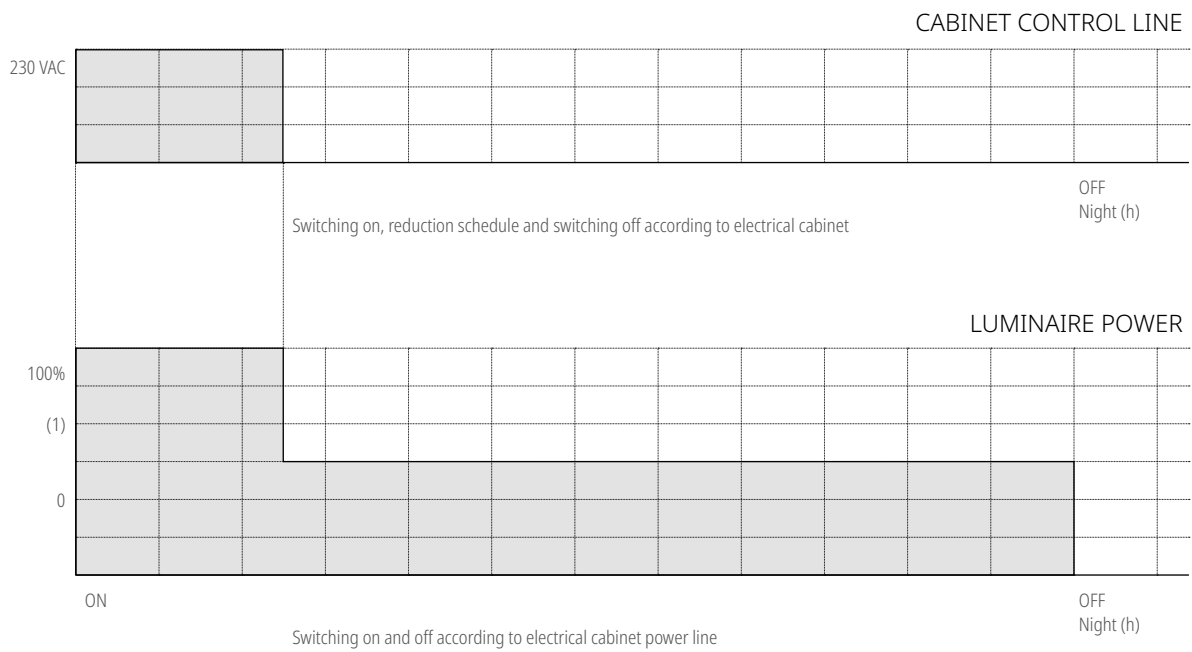 CABINET CONTROL LINE
230 VAC
OFF
Night (h)
Switching on, reduction schedule and switching off according to electrical cabinet
LUMINAIRE POWER
100%
(1)
0
ON
OFF
Night (h)
Switching on and off according to electrical cabinet power line